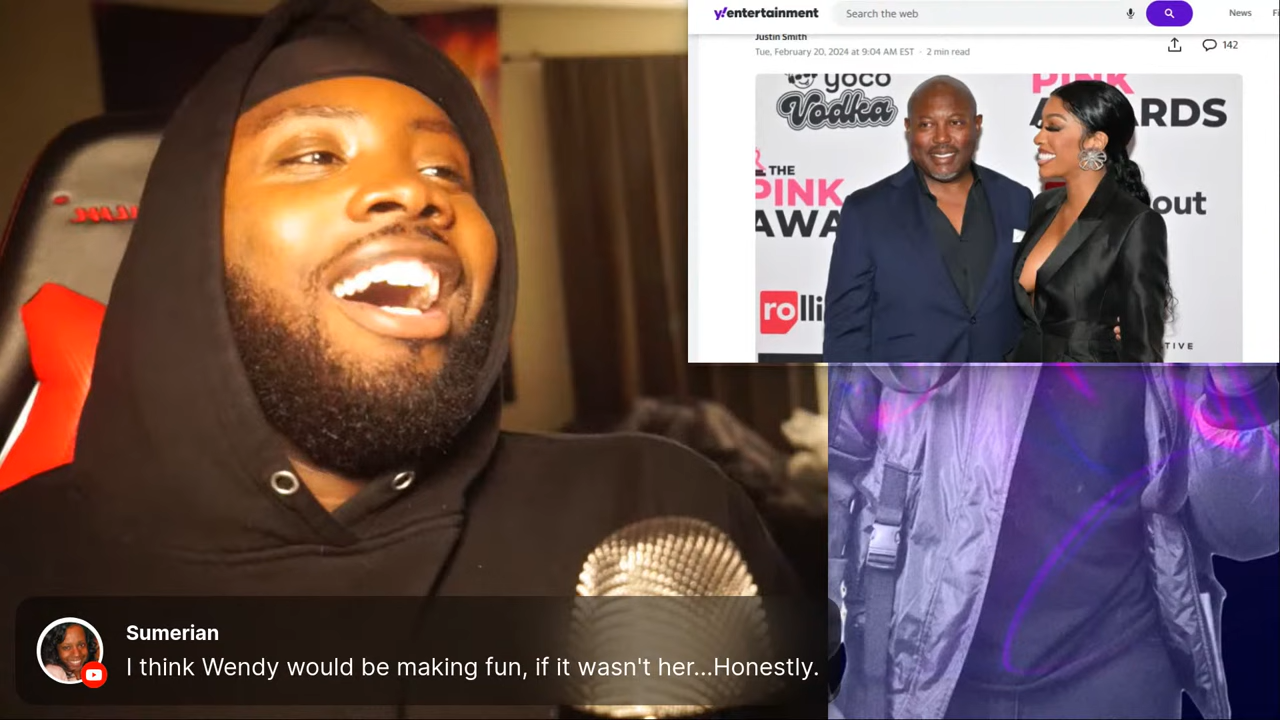 y!entertainment
Search the web
News
Justin Smith
Tue, February 20, 2024 at 9:04 AM EST · 2 min read
142
yoco
Vodka
PINK
AWARDS
& THE
PINK
AWA
out
rolli
TIVE
Sumerian
I think Wendy would be making fun, if it wasn't her...Honestly.